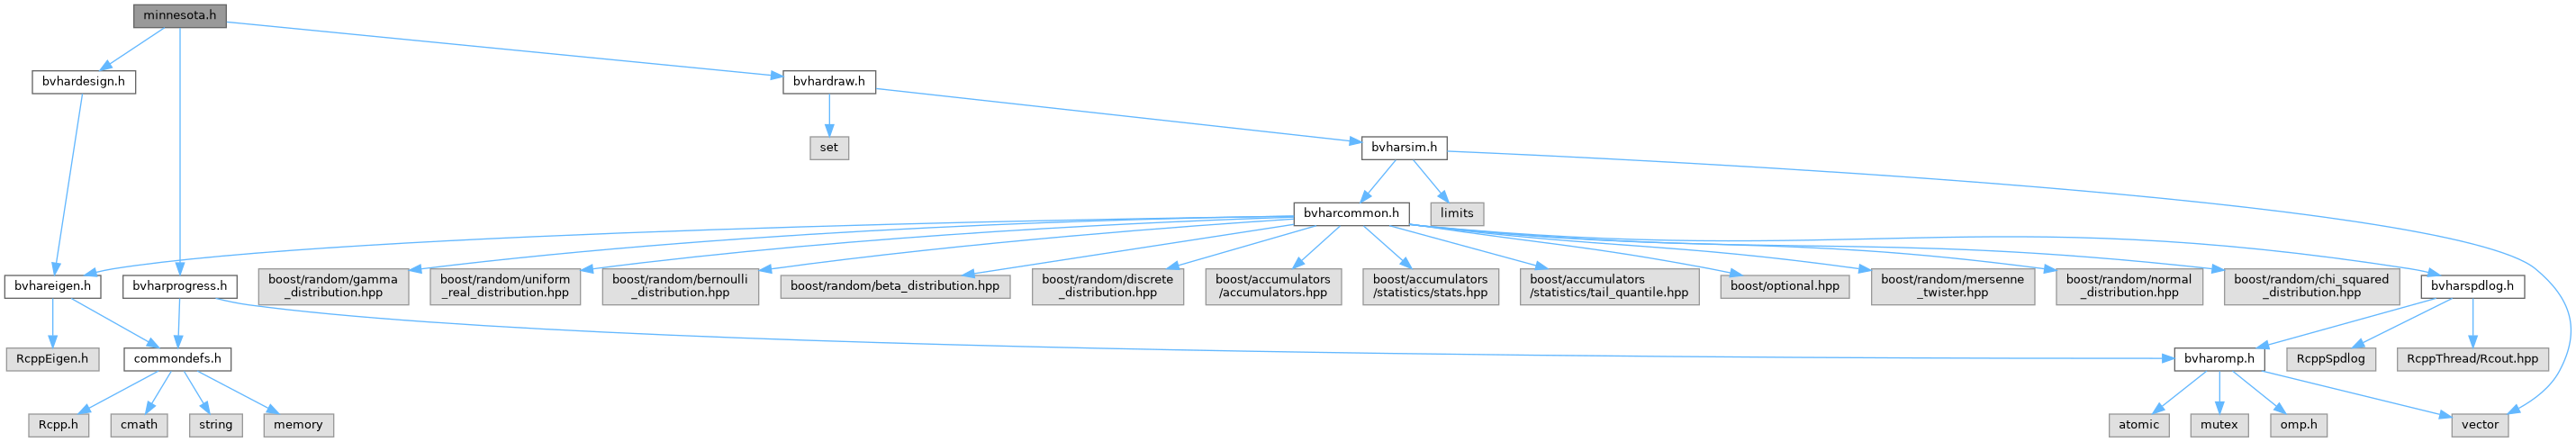 minnesota.h
bvhardesign.h
bvhardraw.h
set
bvharsim.h
bvharcommon.h
limits
bvhareigen.h
bvharprogress.h
boost/random/gamma
_distribution.hpp
boost/random/uniform
_real_distribution.hpp
boost/random/bernoulli
_distribution.hpp
boost/random/beta_distribution.hpp
boost/random/discrete
_distribution.hpp
boost/accumulators
/accumulators.hpp
boost/accumulators
/statistics/stats.hpp
boost/accumulators
/statistics/tail_quantile.hpp
boost/optional.hpp
boost/random/mersenne
_twister.hpp
boost/random/normal
_distribution.hpp
boost/random/chi_squared
_distribution.hpp
bvharspdlog.h
RcppEigen.h
commondefs.h
bvharomp.h
RcppSpdlog
RcppThread/Rcout.hpp
Rcpp.h
cmath
string
memory
atomic
mutex
omp.h
vector